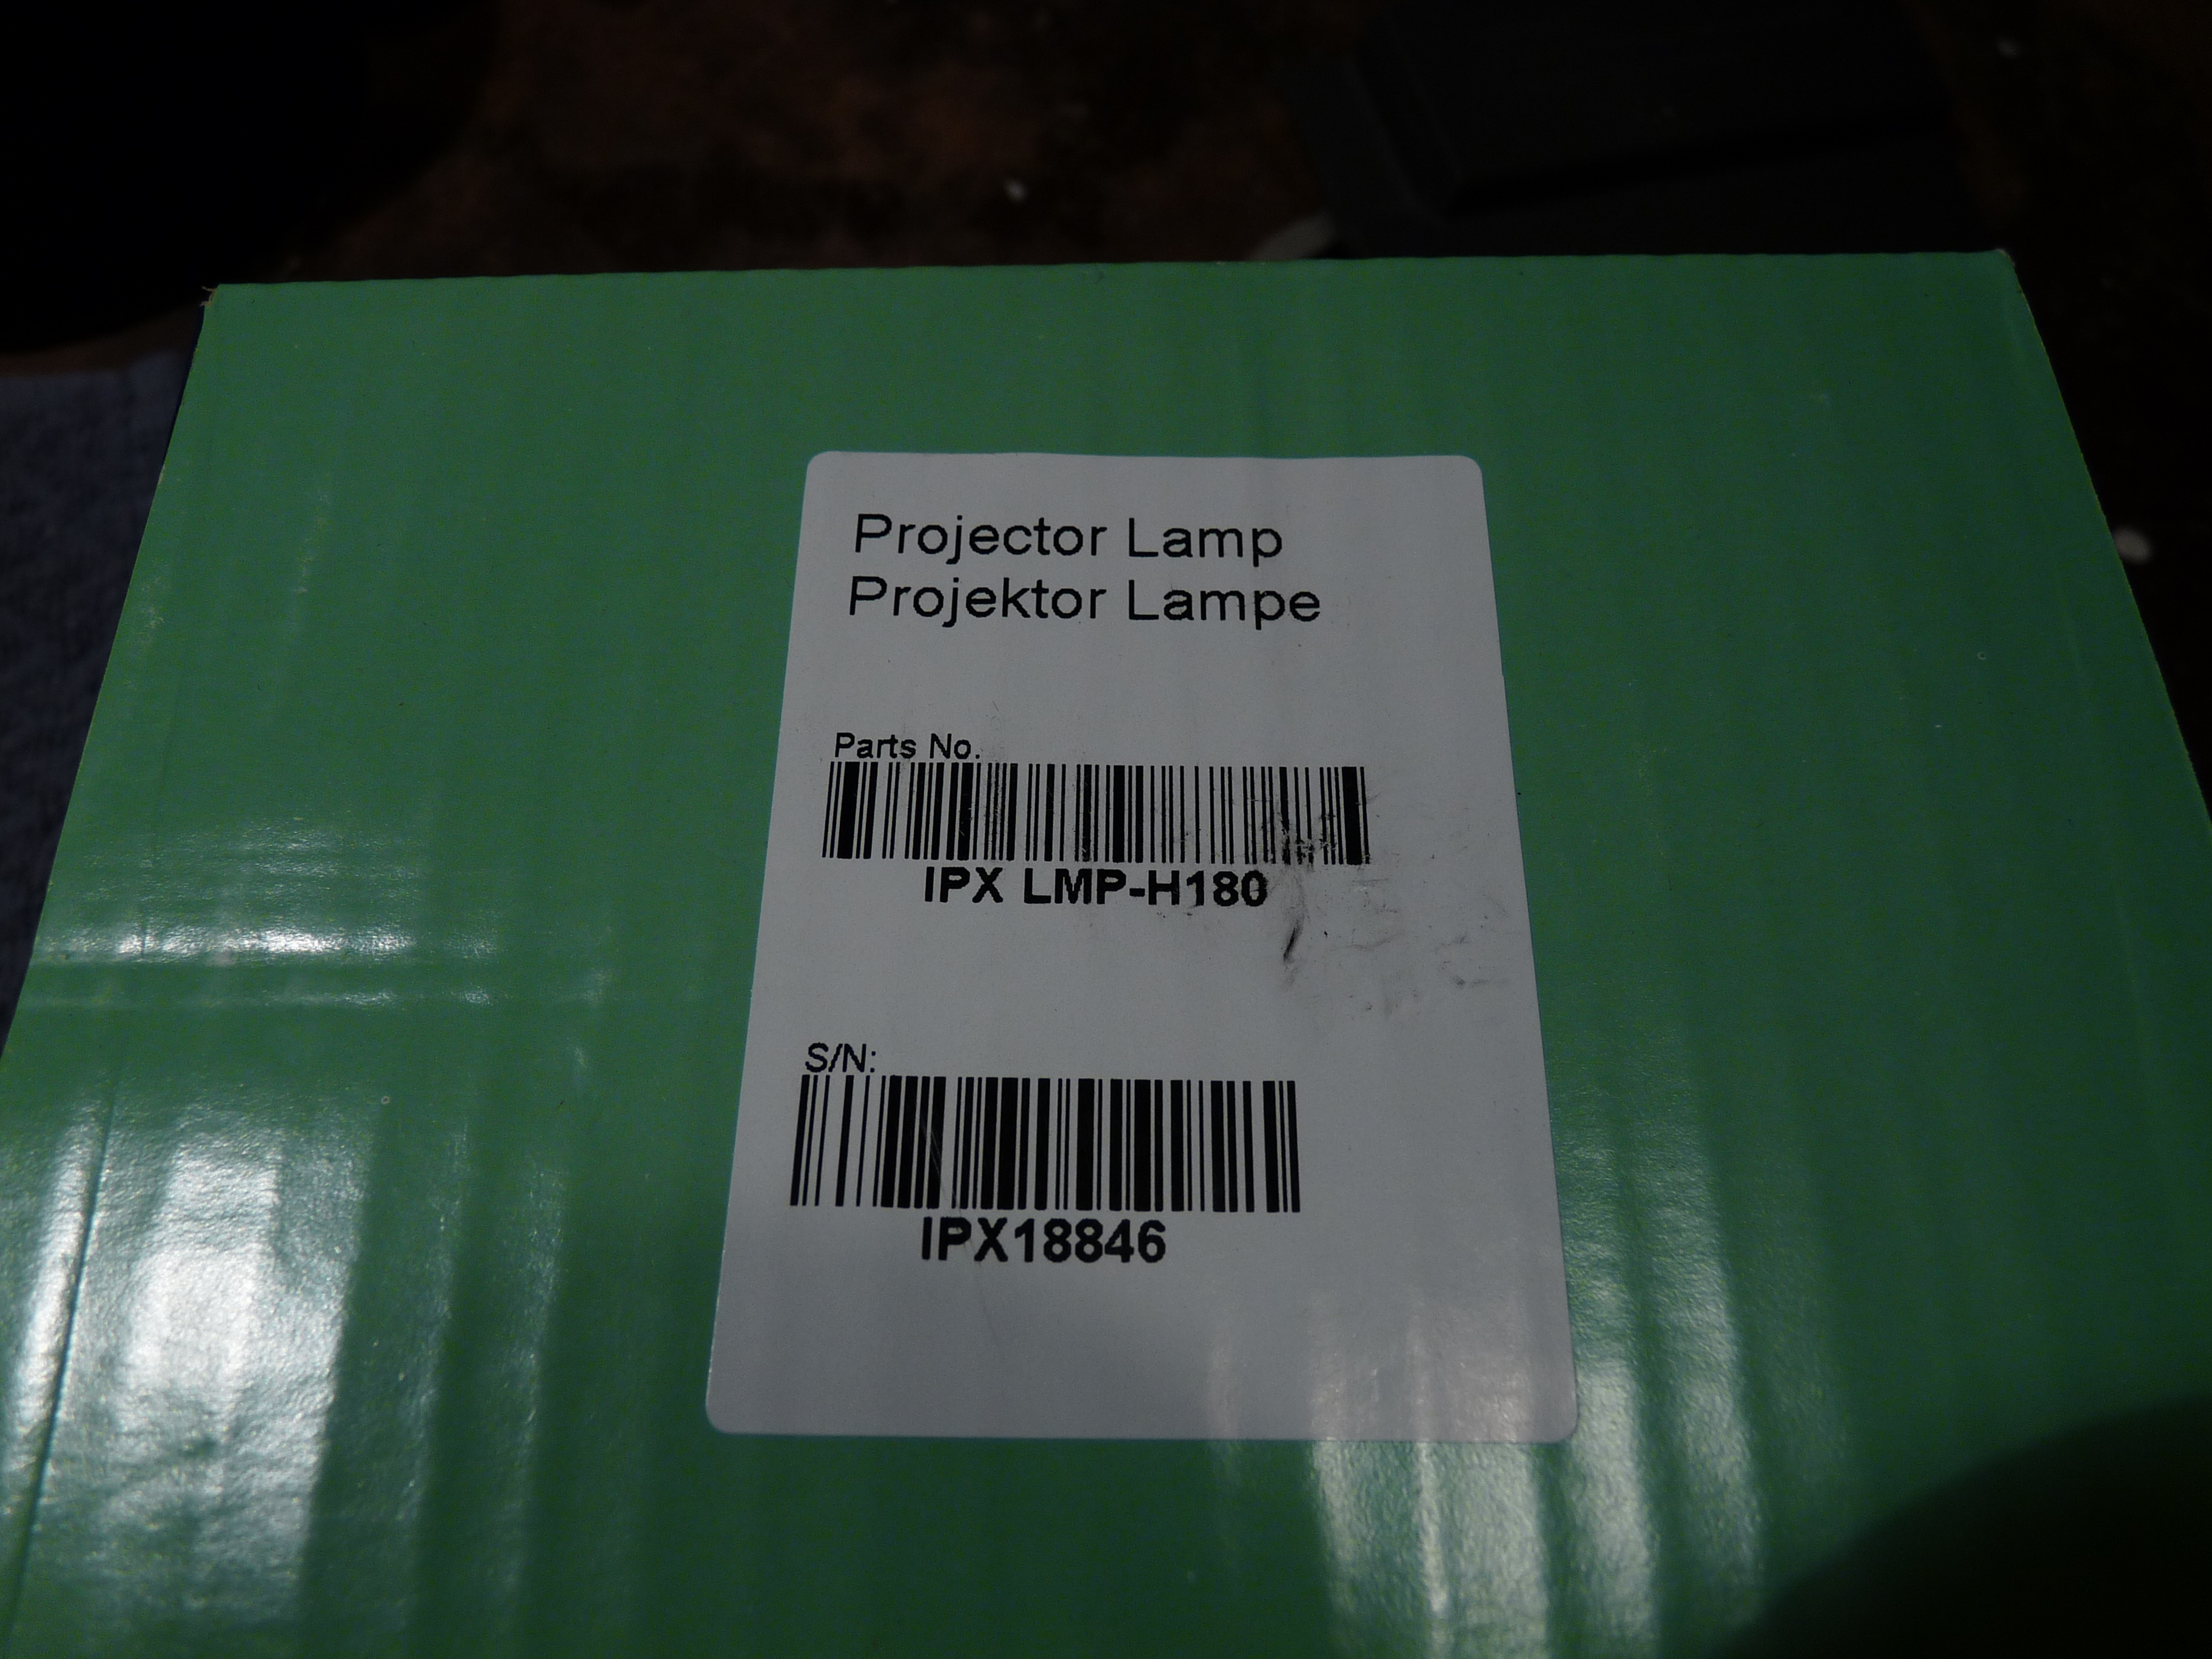 Projector Lamp
Projektor Lampe
Parts No.
IPX LMP-H180
S/N:
IPX18846